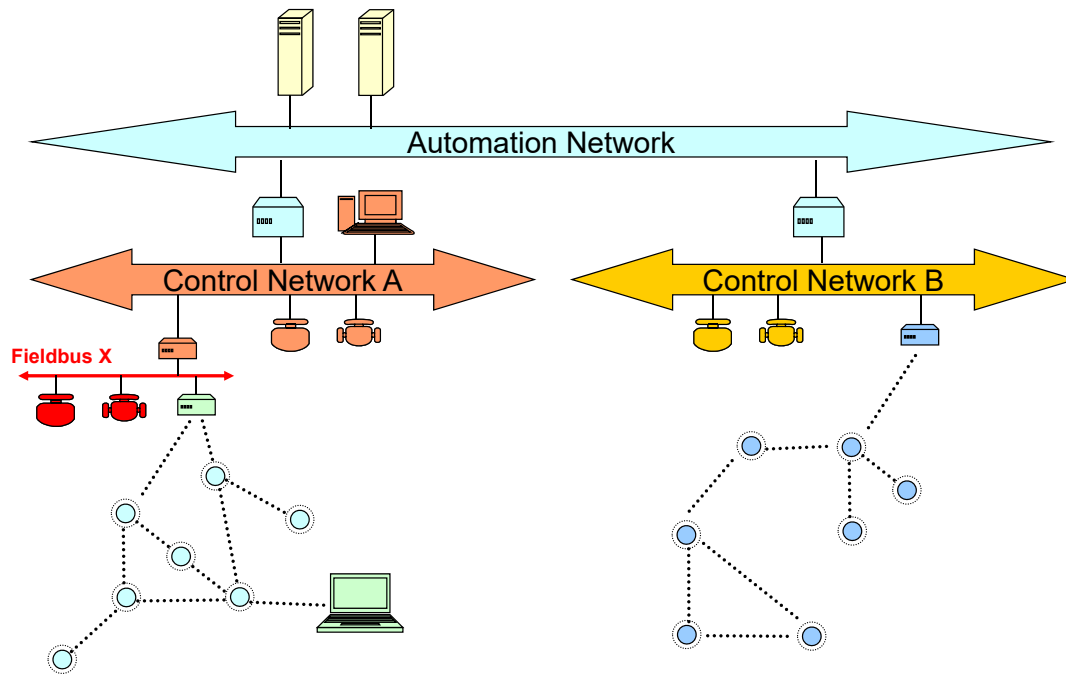 Automation Network
Control Network A
Control Network B
Fieldbus X